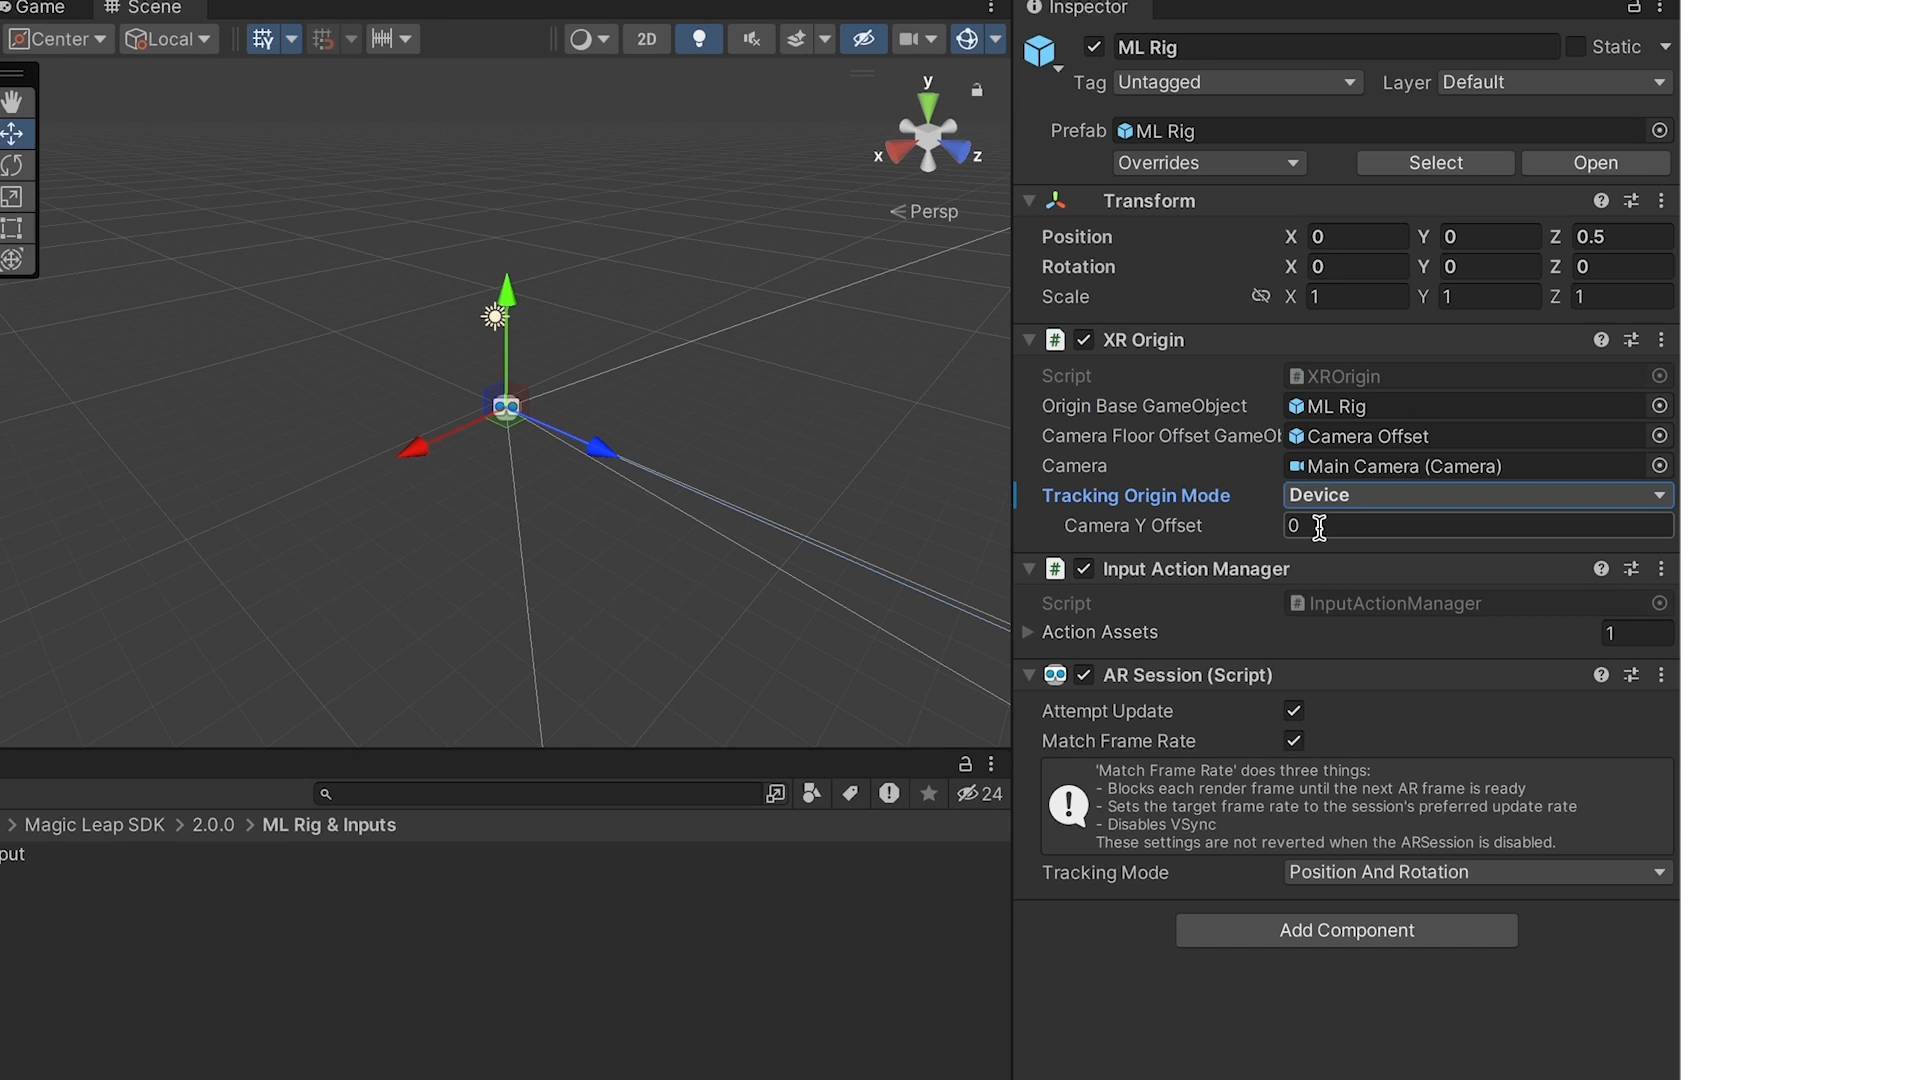 Game
Scene
Inspector
Center
Local
2D
ML Rig
Static
Tag Untagged Layer Default
Prefab ML Rig
Overrides Select Open
y
x
z
Persp
Transform
Position X 0 Y 0 Z 0.5
Rotation X 0 Y 0 Z 0
Scale X 1 Y 1 Z 1
# XR Origin
Script # XROrigin
Origin Base GameObject ML Rig
Camera Floor Offset GameOb Camera Offset
Camera Main Camera (Camera)
Tracking Origin Mode Device
Camera Y Offset 0
# Input Action Manager
Script # InputActionManager
Action Assets 1
AR Session (Script)
Attempt Update
Match Frame Rate
'Match Frame Rate' does three things:
- Blocks each render frame until the next AR frame is ready
- Sets the target frame rate to the session's preferred update rate
- Disables VSync
These settings are not reverted when the ARSession is disabled.
Tracking Mode Position And Rotation
Add Component
24
> Magic Leap SDK > 2.0.0 > ML Rig & Inputs
put